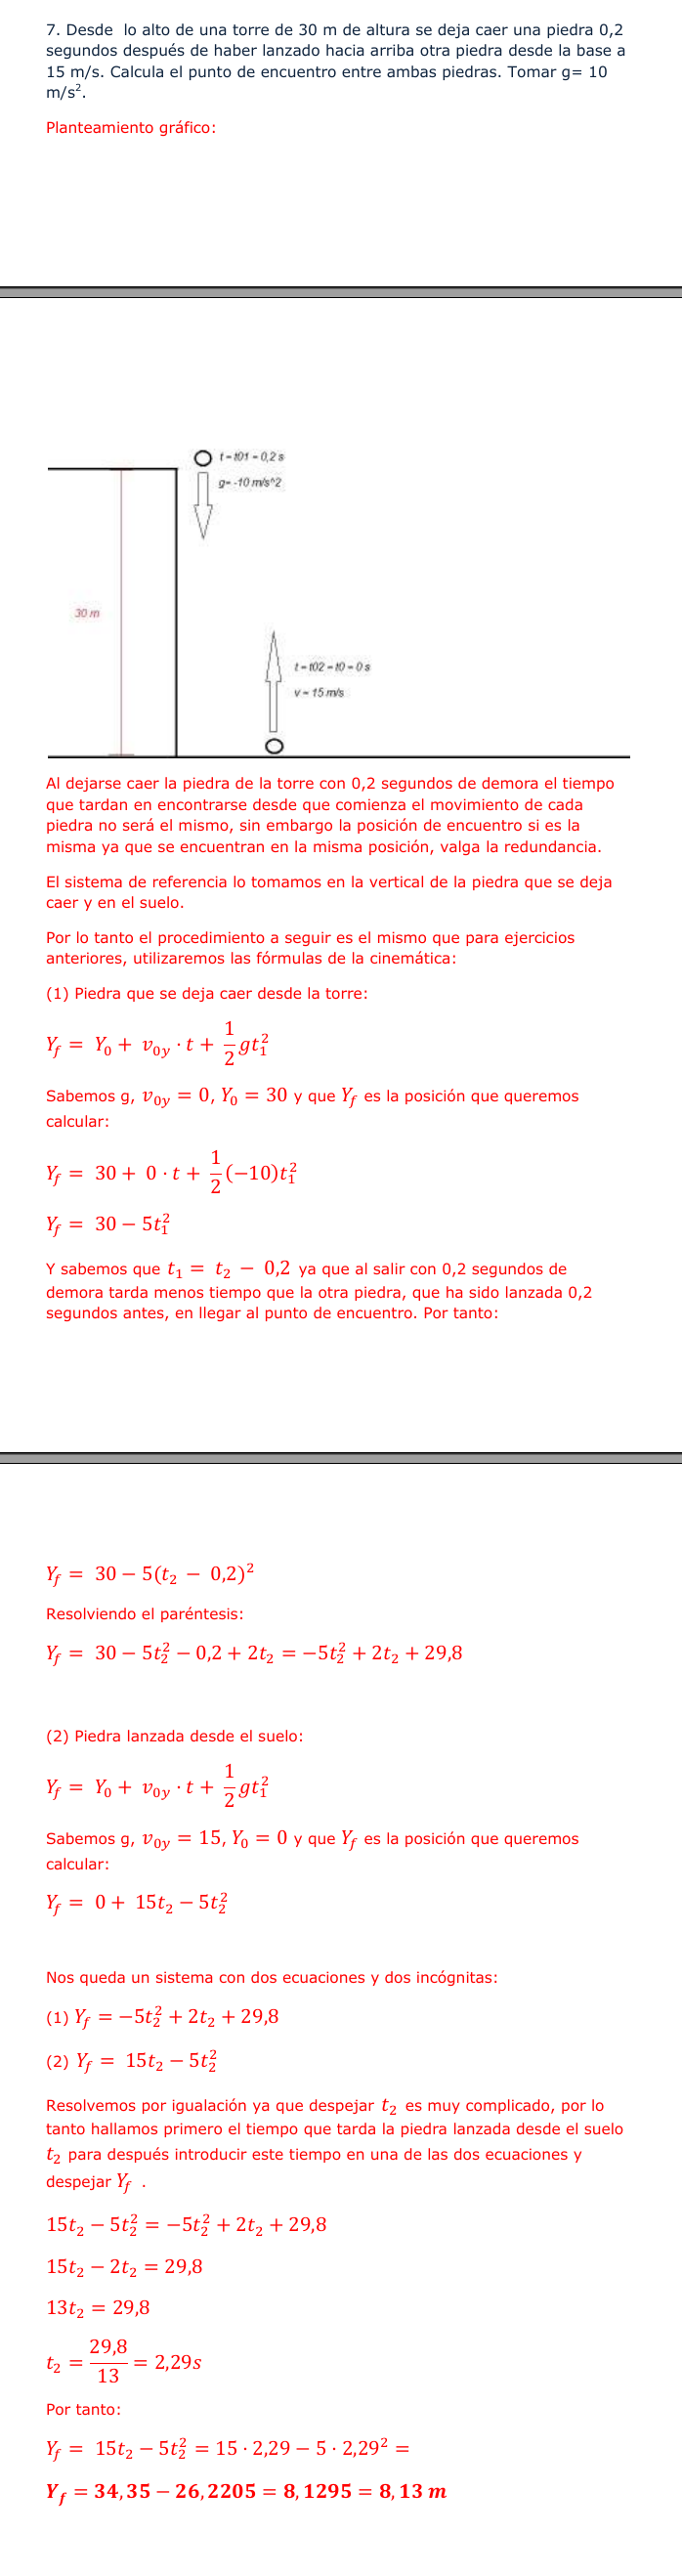 7. Desde  lo alto de una torre de 30 m de altura se deja caer una piedra 0,2
segundos después de haber lanzado hacia arriba otra piedra desde la base a
15 m/s. Calcula el punto de encuentro entre ambas piedras. Tomar g= 10
m/s².
Planteamiento gráfico:
t=t01=0,2 s
g=-10 m/s^2
30 m
t=t02=t0=0 s
v=15 m/s
Al dejarse caer la piedra de la torre con 0,2 segundos de demora el tiempo
que tardan en encontrarse desde que comienza el movimiento de cada
piedra no será el mismo, sin embargo la posición de encuentro si es la
misma ya que se encuentran en la misma posición, valga la redundancia.
El sistema de referencia lo tomamos en la vertical de la piedra que se deja
caer y en el suelo.
Por lo tanto el procedimiento a seguir es el mismo que para ejercicios
anteriores, utilizaremos las fórmulas de la cinemática:
(1) Piedra que se deja caer desde la torre:
Y_f = Y_0 + v_{0y} · t + 1/2 gt_1^2
Sabemos g, v_{0y} = 0, Y_0 = 30 y que Y_f es la posición que queremos
calcular:
Y_f = 30 + 0 · t + 1/2 (−10)t_1^2
Y_f = 30 − 5t_1^2
Y sabemos que t_1 = t_2 − 0,2 ya que al salir con 0,2 segundos de
demora tarda menos tiempo que la otra piedra, que ha sido lanzada 0,2
segundos antes, en llegar al punto de encuentro. Por tanto:
Y_f = 30 − 5(t_2 − 0,2)^2
Resolviendo el paréntesis:
Y_f = 30 − 5t_2^2 − 0,2 + 2t_2 = −5t_2^2 + 2t_2 + 29,8
(2) Piedra lanzada desde el suelo:
Y_f = Y_0 + v_{0y} · t + 1/2 gt_1^2
Sabemos g, v_{0y} = 15, Y_0 = 0 y que Y_f es la posición que queremos
calcular:
Y_f = 0 + 15t_2 − 5t_2^2
Nos queda un sistema con dos ecuaciones y dos incógnitas:
(1) Y_f = −5t_2^2 + 2t_2 + 29,8
(2) Y_f = 15t_2 − 5t_2^2
Resolvemos por igualación ya que despejar t_2 es muy complicado, por lo
tanto hallamos primero el tiempo que tarda la piedra lanzada desde el suelo
t_2 para después introducir este tiempo en una de las dos ecuaciones y
despejar Y_f .
15t_2 − 5t_2^2 = −5t_2^2 + 2t_2 + 29,8
15t_2 − 2t_2 = 29,8
13t_2 = 29,8
t_2 = 29,8/13 = 2,29s
Por tanto:
Y_f = 15t_2 − 5t_2^2 = 15 · 2,29 − 5 · 2,29^2 =
Y_f = 34,35 − 26,2205 = 8,1295 = 8,13 m